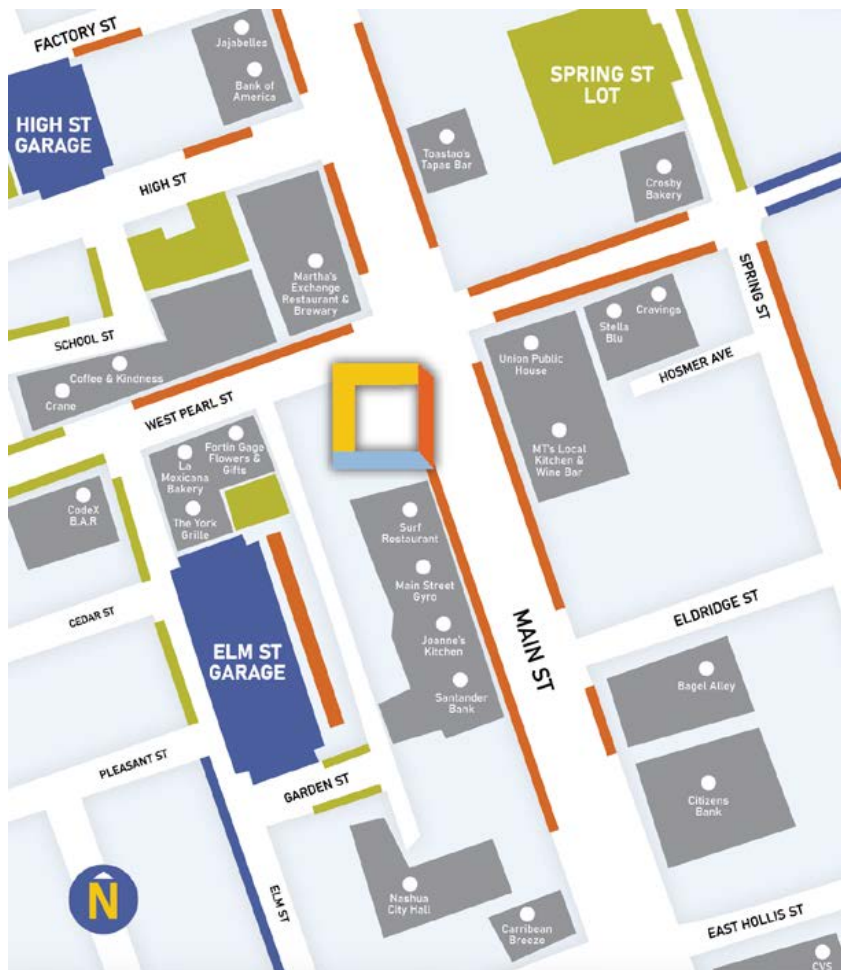 FACTORY ST
Jajabelles
Bank of
America
SPRING ST
LOT
HIGH ST
GARAGE
Toastao's
Tapas Bar
HIGH ST
Crosby
Bakery
Martha's
Exchange
Restaurant &
Brewary
SPRING ST
Cravings
Stella
Blu
SCHOOL ST
Union Public
House
HOSMER AVE
Coffee & Kindness
Crane
WEST PEARL ST
Fortin Gage
Flowers &
Gifts
La
Mexicana
Bakery
MT's Local
Kitchen &
Wine Bar
CodeX
B.A.R
The York
Grille
Surf
Restaurant
Main Street
Gyro
CEDAR ST
MAIN ST
ELDRIDGE ST
ELM ST
GARAGE
Joanne's
Kitchen
Bagel Alley
Santander
Bank
PLEASANT ST
GARDEN ST
Citizens
Bank
N
ELM ST
Nashua
City Hall
Carribean
Breeze
EAST HOLLIS ST
CVS